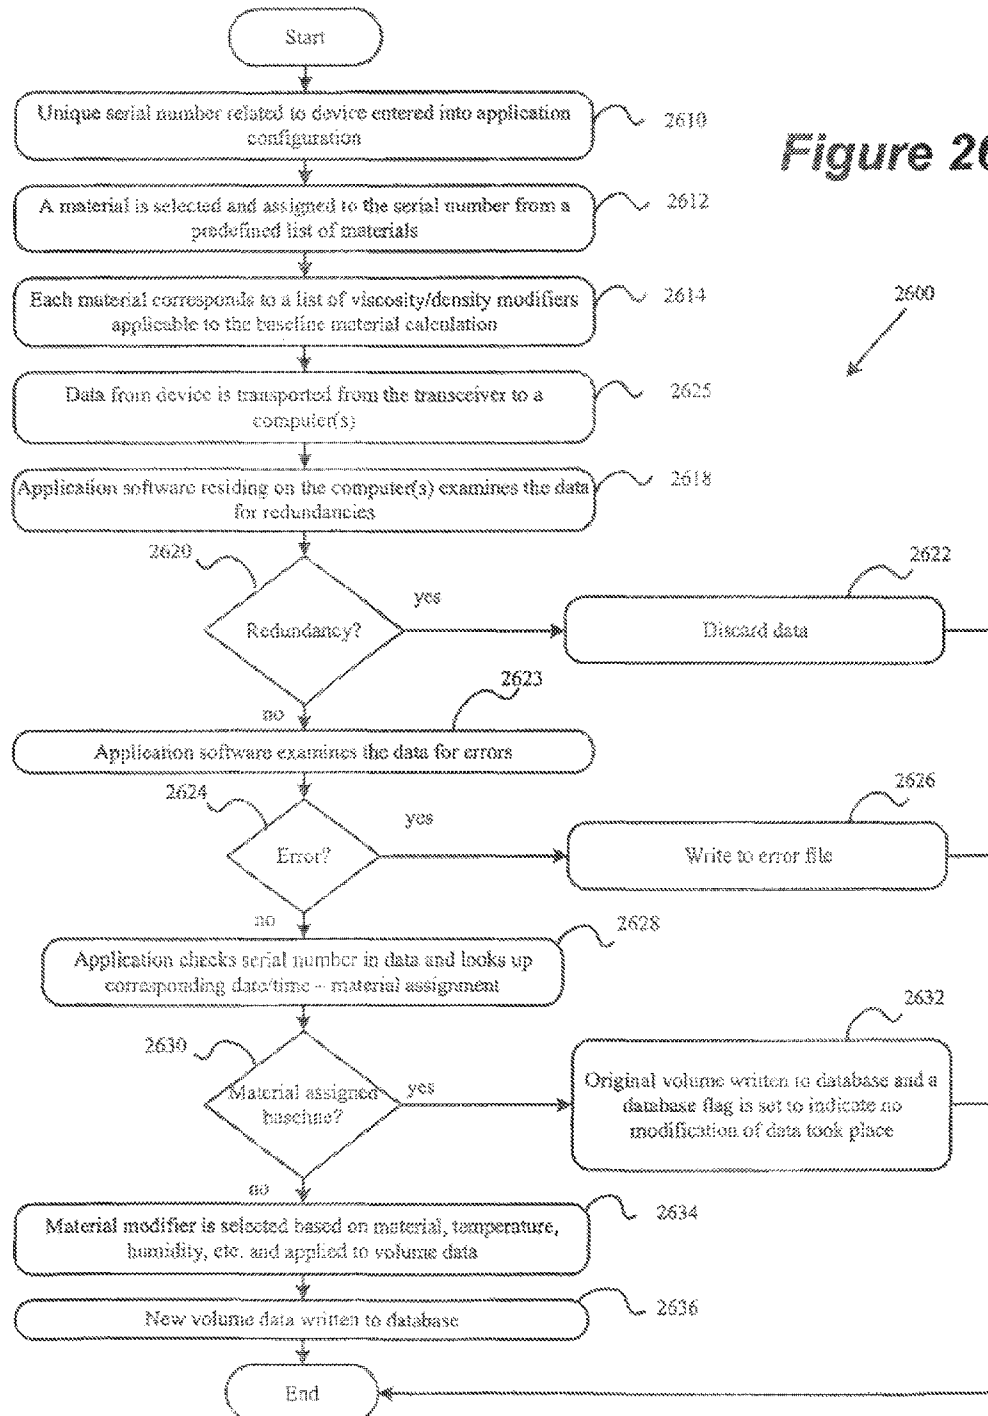 Start
Unique serial number related to device entered into application
configuration
2610
Figure 26
A material is selected and assigned to the serial number from a
predefined list of materials
2612
Each material corresponds to a list of viscosity/density modifiers
applicable to the baseline material calculation
2614
2600
Data from device is transported from the transceiver to a
computer(s)
2625
Application software residing on the computer(s) examines the data
for redundancies
2618
2620
Redundancy?
yes
2622
Discard data
no
2623
Application software examines the data for errors
2624
Error?
yes
2626
Write to error file
no
2628
Application checks serial number in data and looks up
corresponding date/time – material assignment
2630
Material assigned
baseline?
yes
2632
Original volume written to database and a
database flag is set to indicate no
modification of data took place
no
Material modifier is selected based on material, temperature,
humidity, etc. and applied to volume data
2634
New volume data written to database
2636
End